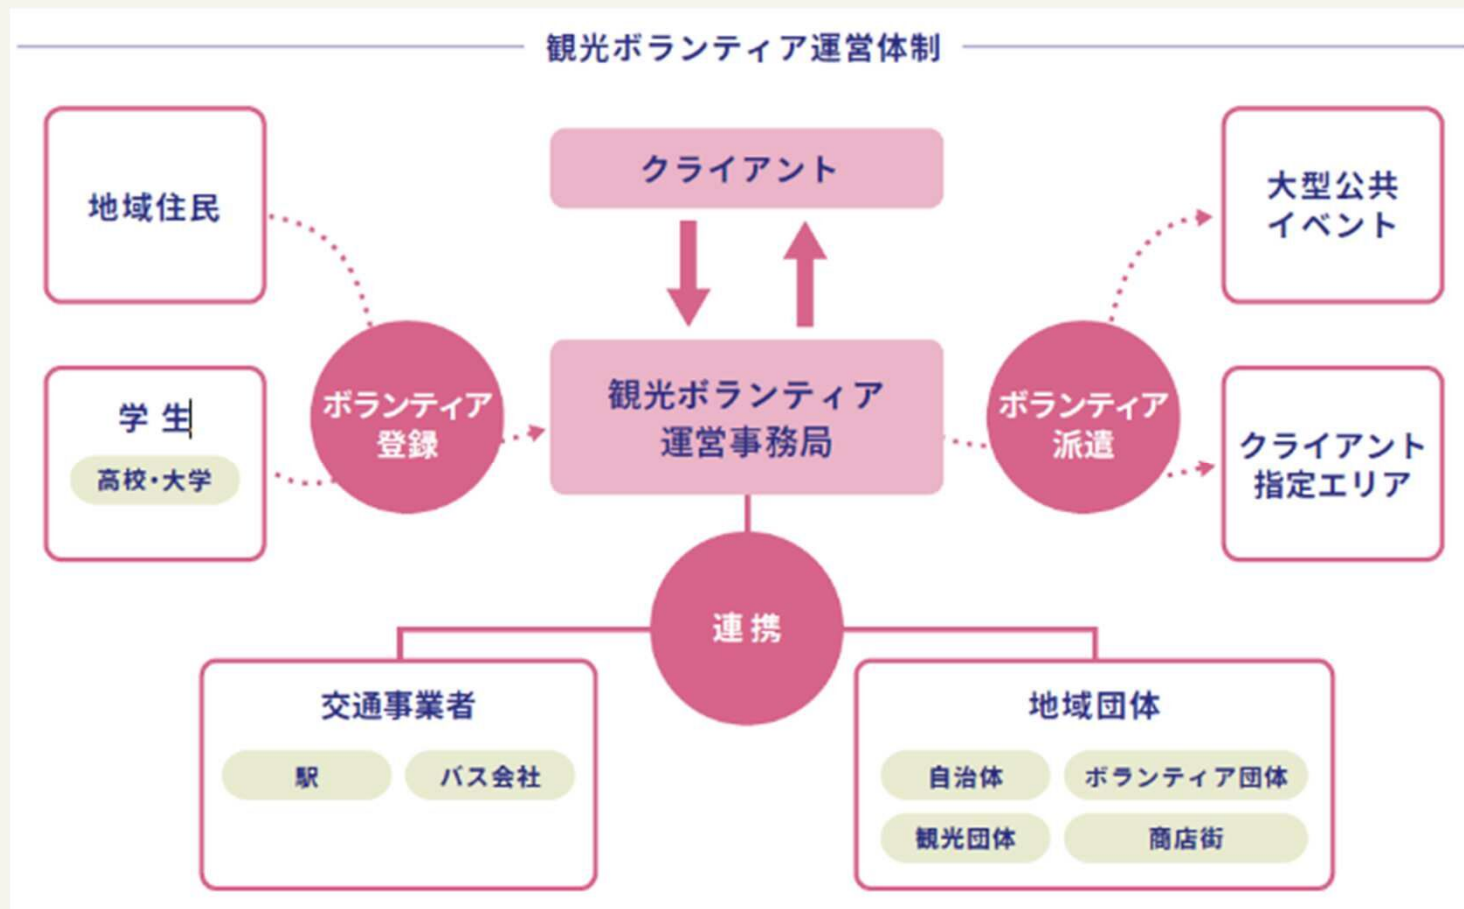 観光ボランティア運営体制
地域住民
クライアント
大型公共
イベント
学 生
高校・大学
ボランティア
登録
観光ボランティア
運営事務局
ボランティア
派遣
クライアント
指定エリア
連携
交通事業者
駅
バス会社
地域団体
自治体
ボランティア団体
観光団体
商店街